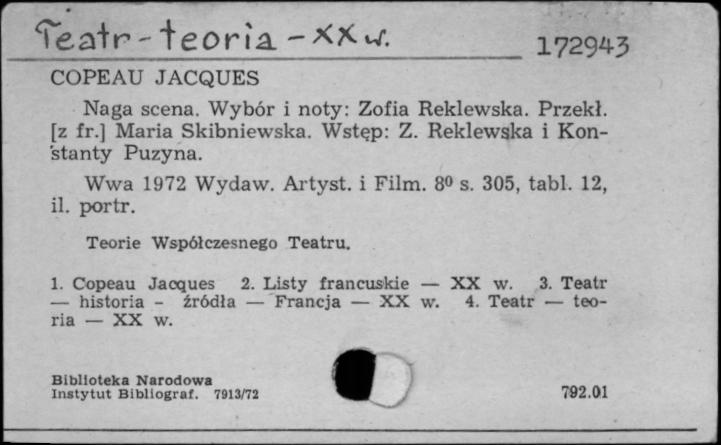 Teatr - teoria - XX w.
172943
COPEAU JACQUES
Naga scena. Wybór i noty: Zofia Reklewska. Przekł.
[z fr.] Maria Skibniewska. Wstęp: Z. Reklewska i Kon-
stanty Puzyna.
Wwa 1972 Wydaw. Artyst. i Film. 8⁰ s. 305, tabl. 12,
il. portr.
Teorie Współczesnego Teatru.
1. Copeau Jacques 2. Listy francuskie — XX w. 3. Teatr
— historia - źródła — Francja — XX w. 4. Teatr — teo-
ria — XX w.
Biblioteka Narodowa
Instytut Bibliograf. 7913/72
792.01